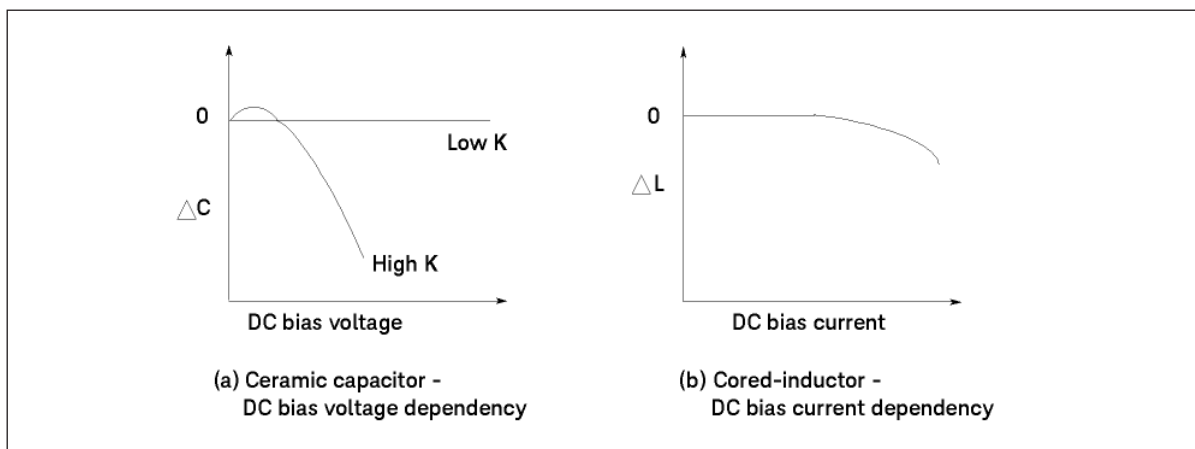 0
Low K
△C
High K
DC bias voltage
(a) Ceramic capacitor -
DC bias voltage dependency
0
△L
DC bias current
(b) Cored-inductor -
DC bias current dependency